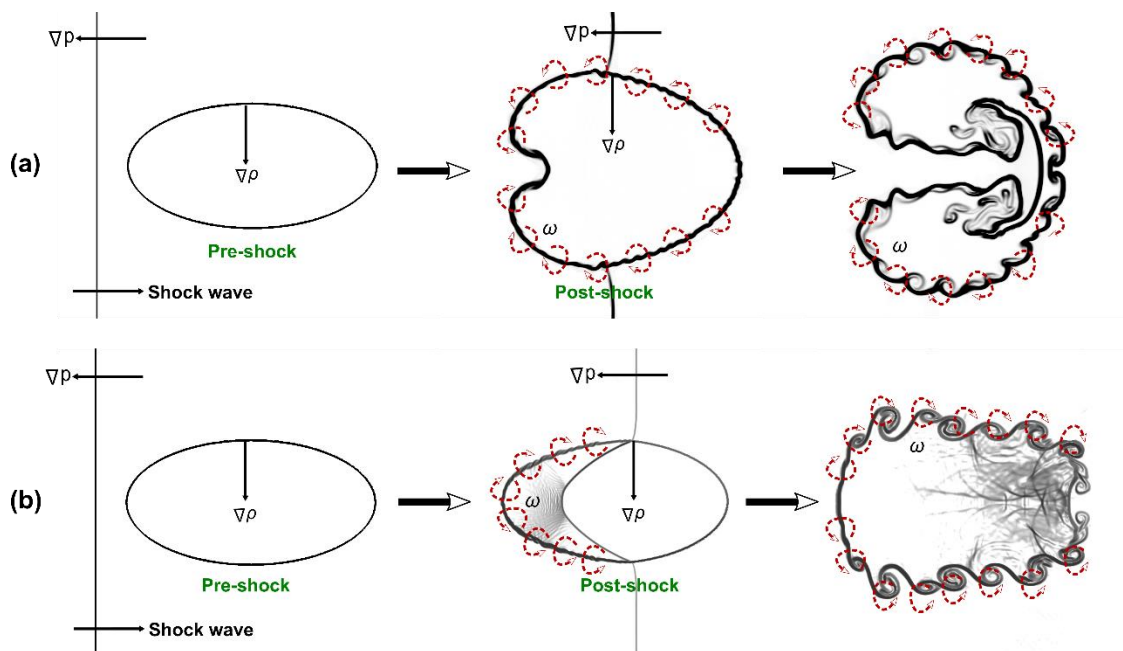 ∇p
∇p
(a)
∇ρ
∇ρ
ω
ω
Pre-shock
Post-shock
Shock wave
∇p
∇p
(b)
∇ρ
ω
∇ρ
ω
Pre-shock
Post-shock
Shock wave